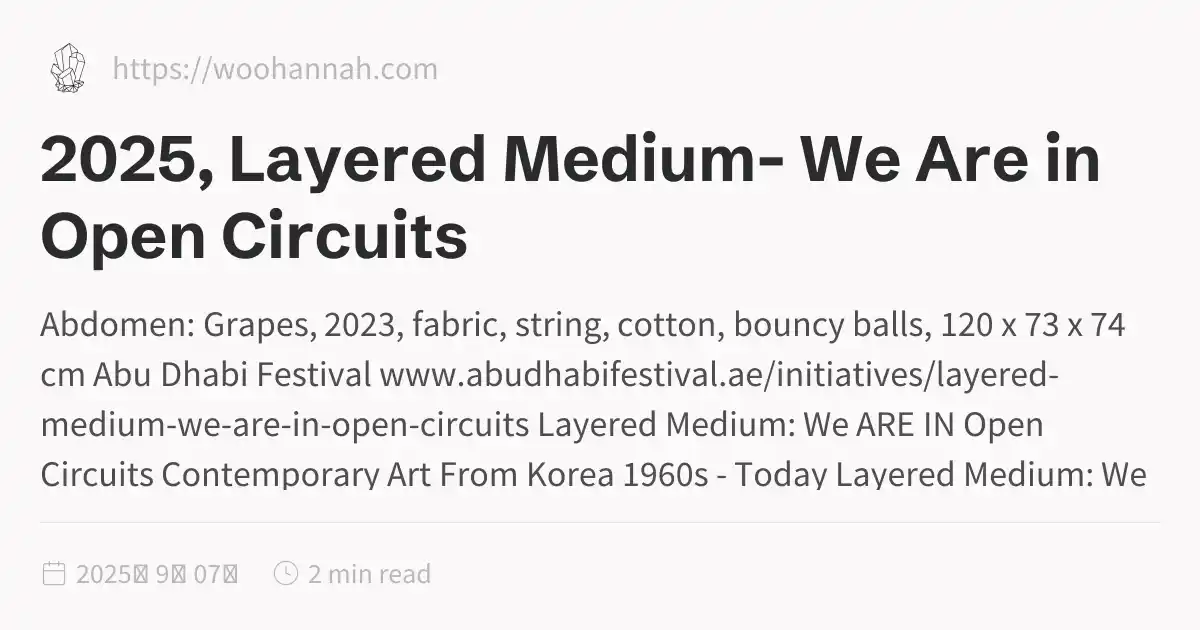 https://woohannah.com
2025, Layered Medium- We Are in
Open Circuits
Abdomen: Grapes, 2023, fabric, string, cotton, bouncy balls, 120 x 73 x 74
cm Abu Dhabi Festival www.abudhabifestival.ae/initiatives/layered-
medium-we-are-in-open-circuits Layered Medium: We ARE IN Open
Circuits Contemporary Art From Korea 1960s - Today Layered Medium: We
2025 9 07
2 min read